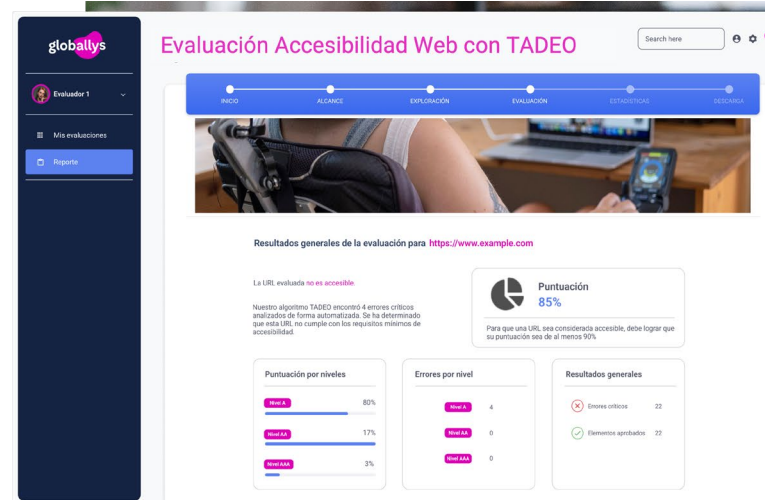 globallys
Evaluación Accesibilidad Web con TADEO
Search here
Evaluador 1
Mis evaluaciones
Reporte
INICIO
ALCANCE
EXPLORACIÓN
EVALUACIÓN
ESTADÍSTICAS
DESCARGA
Resultados generales de la evaluación para https://www.example.com
La URL evaluada no es accesible
Nuestro algoritmo TADEO encontró 4 errores críticos
analizados de forma automatizada. Se ha determinado
que esta URL no cumple con los requisitos mínimos de
accesibilidad.
Puntuación
85%
Para que una URL sea considerada accesible, debe lograr que
su puntuación sea de al menos 90%
Puntuación por niveles
Nivel A 80%
Nivel AA 17%
Nivel AAA 3%
Errores por nivel
Nivel A 4
Nivel AA 0
Nivel AAA 0
Resultados generales
Errores críticos 22
Elementos aprobados 22